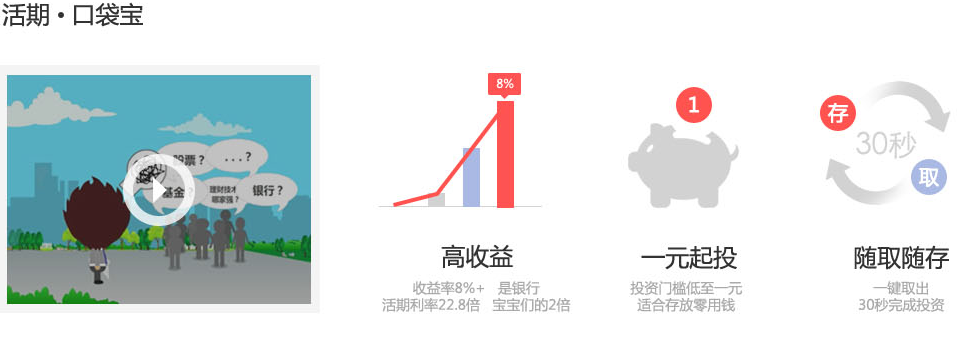 活期·口袋宝
股票？
...？
基金？
理财技术
哪家强？
银行？
8%
高收益
收益率8%+ 是银行
活期利率22.8倍 宝宝们的2倍
1
一元起投
投资门槛低至一元
适合存放零用钱
存
30秒
取
随取随存
一键取出
30秒完成投资